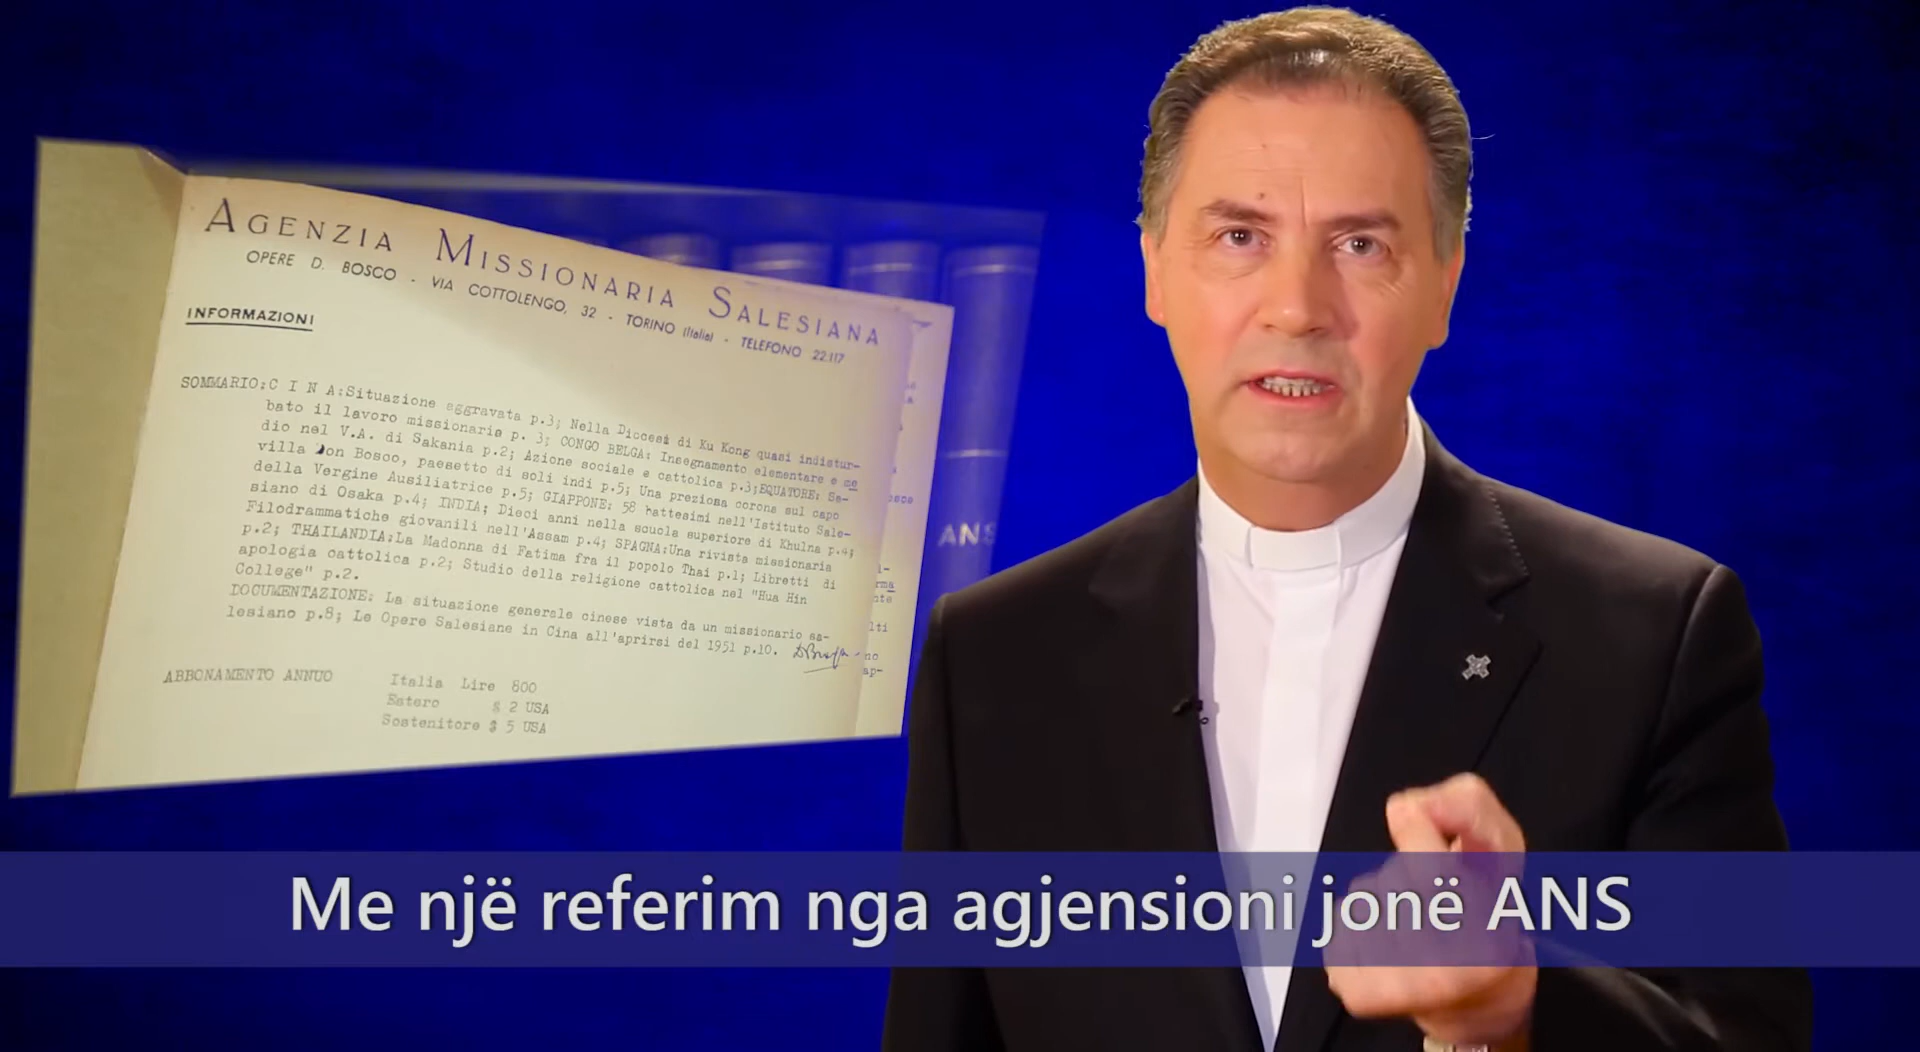 AGENZIA MISSIONARIA SALESIANA
OPERE D. BOSCO - VIA COTTOLENGO, 32 - TORINO (Italia) - TELEFONO 22.117
INFORMAZIONI
SOMMARIO: C I N A: Situazione aggravata p.3; Nella Diocesi di Ku Kong quasi indistur-
bato il lavoro missionario p. 3; CONGO BELGA: Insegnamento elementare e me
dio nel V.A. di Sakania p.2; Azione sociale e cattolica p.3; EQUATORE: Se-
villa Don Bosco, paesetto di soli indi p.5; Una preziosa corona sul capo
della Vergine Ausiliatrice p.5; GIAPPONE: 58 battesimi nell'Istituto Sale-
siano di Osaka p.4; INDIA; Dieci anni nella scuola superiore di Khulna p.4;
Filodrammatiche giovanili nell'Assam p.4; SPAGNA: Una rivista missionaria
p.2; THAILANDIA: La Madonna di Fatima fra il popolo Thai p.1; Libretti di
apologia cattolica p.2; Studio della religione cattolica nel "Hua Hin
College" p.2.
DOCUMENTAZIONE: La situazione generale cinese vista da un missionario sa-
lesiano p.8; Le Opere Salesiane in Cina all'aprirsi del 1951 p.10.
ABBONAMENTO ANNUO Italia Lire 800
Estero $ 2 USA
Sostenitore $ 5 USA
ANS
Me një referim nga agjensioni jonë ANS